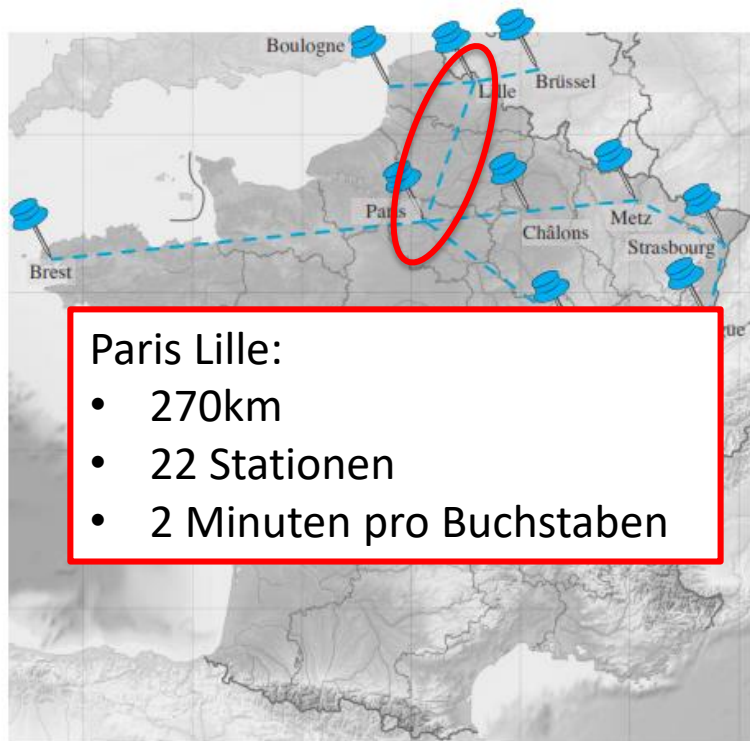 Boulogne
Lille
Brüssel
Paris
Châlons
Metz
Strasbourg
Brest
Paris Lille:
• 270km
• 22 Stationen
• 2 Minuten pro Buchstaben